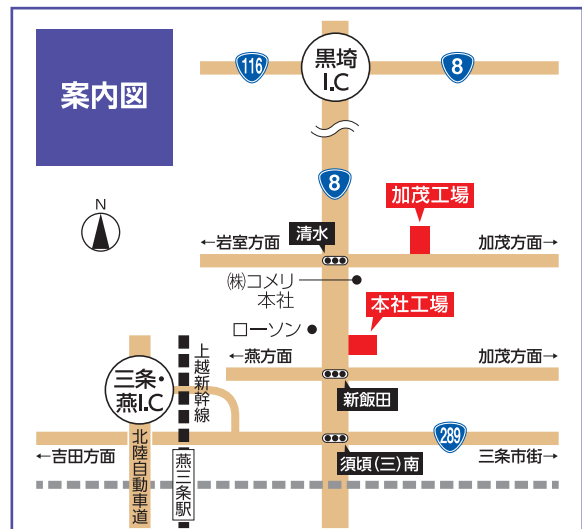 案内図
116
黒埼
I.C
8
N
8
加茂工場
←岩室方面
清水
加茂方面→
(株)コメリ
本社
本社工場
ローソン
←燕方面
加茂方面→
三条・
燕I.C
上越新幹線
新飯田
289
←吉田方面
北陸自動車道
燕三条駅
須頃(三)南
三条市街→